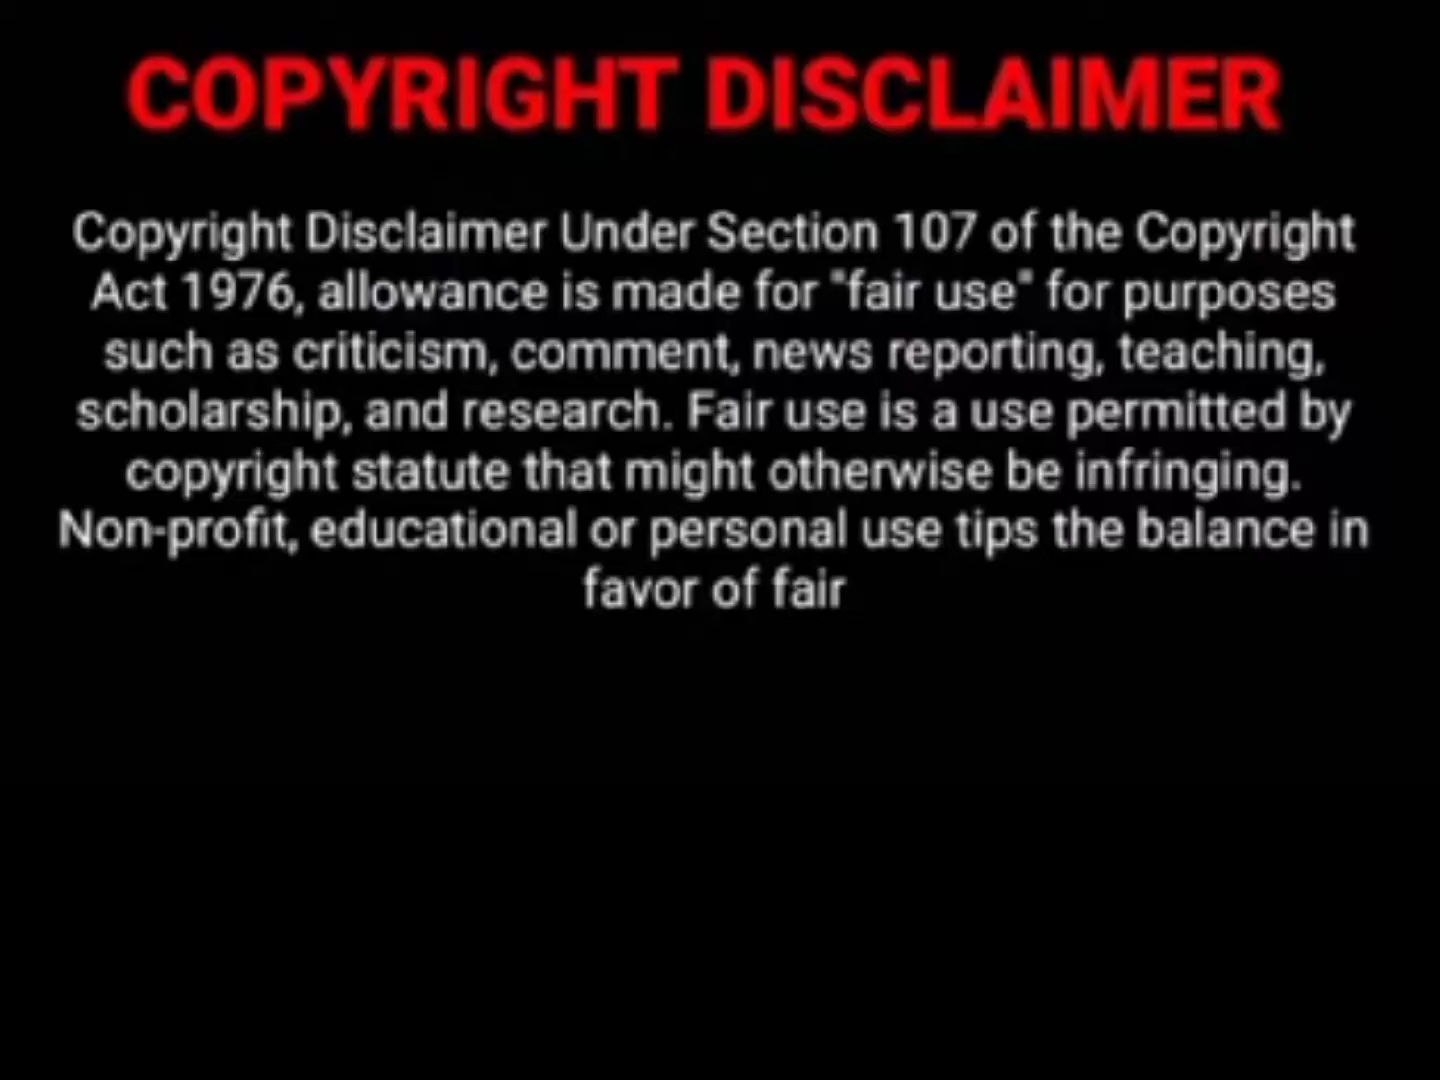 COPYRIGHT DISCLAIMER
Copyright Disclaimer Under Section 107 of the Copyright
Act 1976, allowance is made for "fair use" for purposes
such as criticism, comment, news reporting, teaching,
scholarship, and research. Fair use is a use permitted by
copyright statute that might otherwise be infringing.
Non-profit, educational or personal use tips the balance in
favor of fair